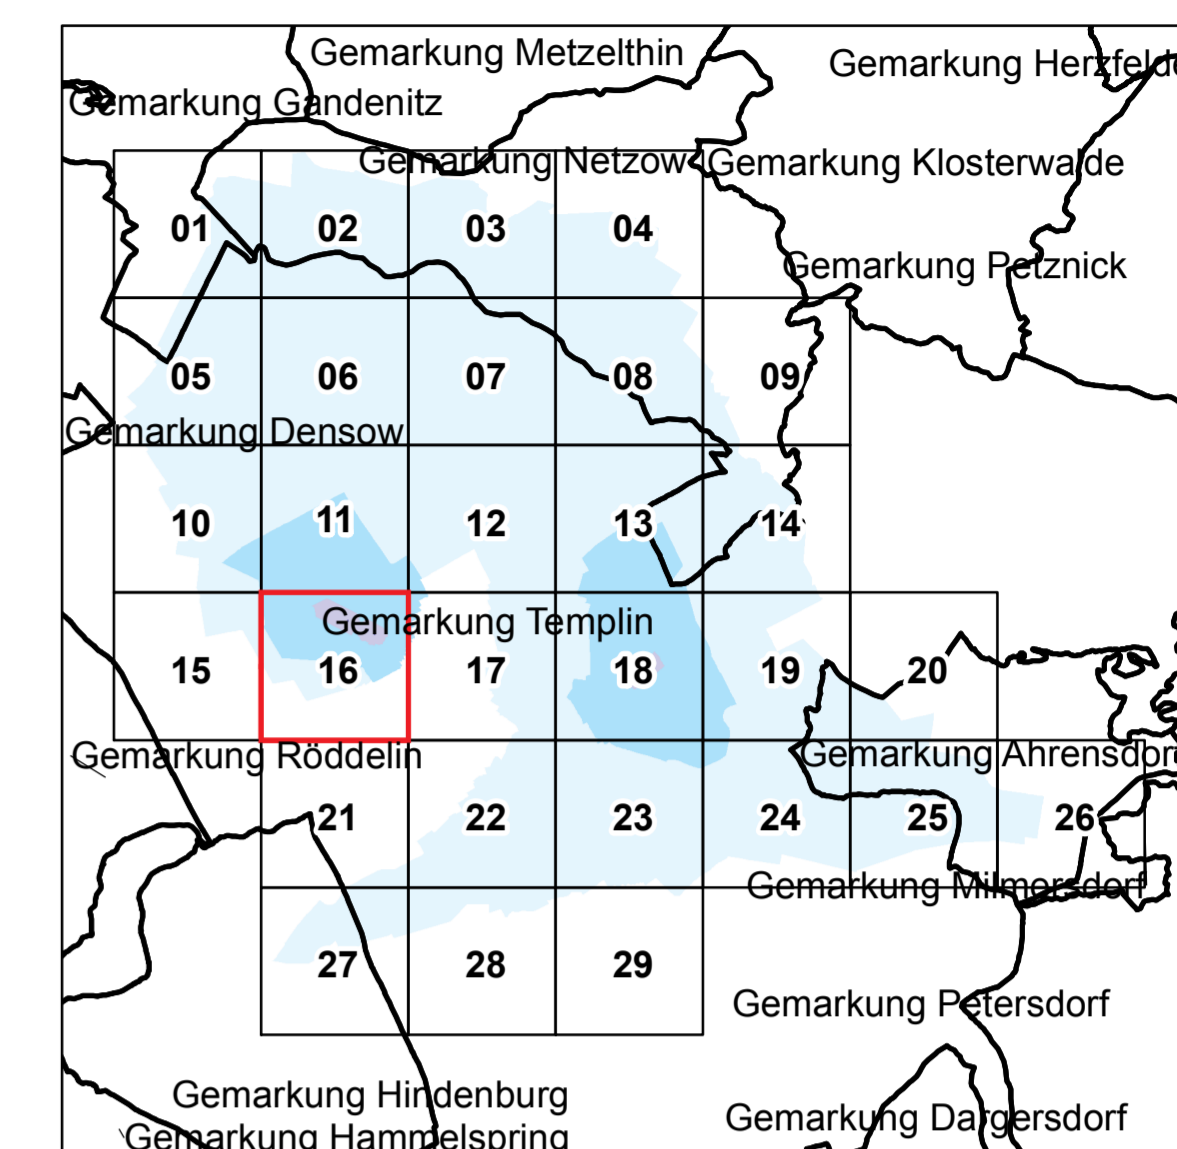 Gemarkung Metzelthin
Gemarkung Herzfelde
Gemarkung Gandenitz
Gemarkung Netzow
Gemarkung Klosterwalde
01 02 03 04
Gemarkung Petznick
05 06 07 08 09
Gemarkung Densow
10 11 12 13 14
Gemarkung Templin
15 16 17 18 19 20
Gemarkung Röddelin
Gemarkung Ahrensdorf
21 22 23 24 25 26
Gemarkung Milmersdorf
27 28 29
Gemarkung Petersdorf
Gemarkung Hindenburg
Gemarkung Dargersdorf
Gemarkung Hammelspring